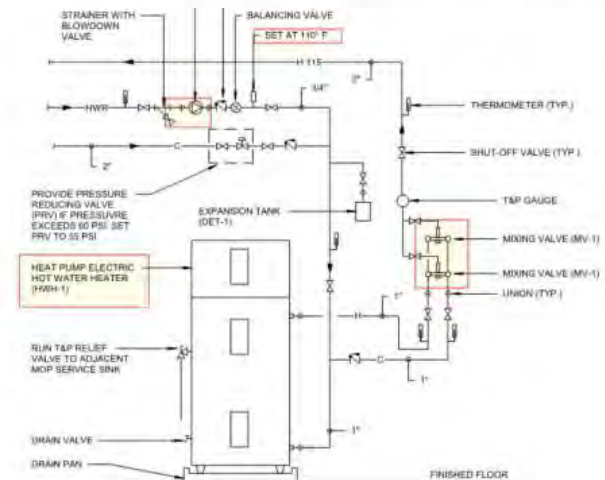 STRAINER WITH
BLOWDOWN
VALVE
BALANCING VALVE
SET AT 110° F
H 115
2"
3/4"
HWR
THERMOMETER (TYP.)
C
2"
SHUT-OFF VALVE (TYP.)
PROVIDE PRESSURE
REDUCING VALVE
(PRV) IF PRESSUVRE
EXCEEDS 60 PSI. SET
PRV TO 55 PSI
T&P GAUGE
EXPANSION TANK
(DET-1)
MIXING VALVE (MV-1)
HEAT PUMP ELECTRIC
HOT WATER HEATER
(HWH-1)
MIXING VALVE (MV-1)
UNION (TYP.)
1"
H
RUN T&P RELIEF
VALVE TO ADJACENT
MOP SERVICE SINK
C
1"
1"
DRAIN VALVE
DRAIN PAN
FINISHED FLOOR